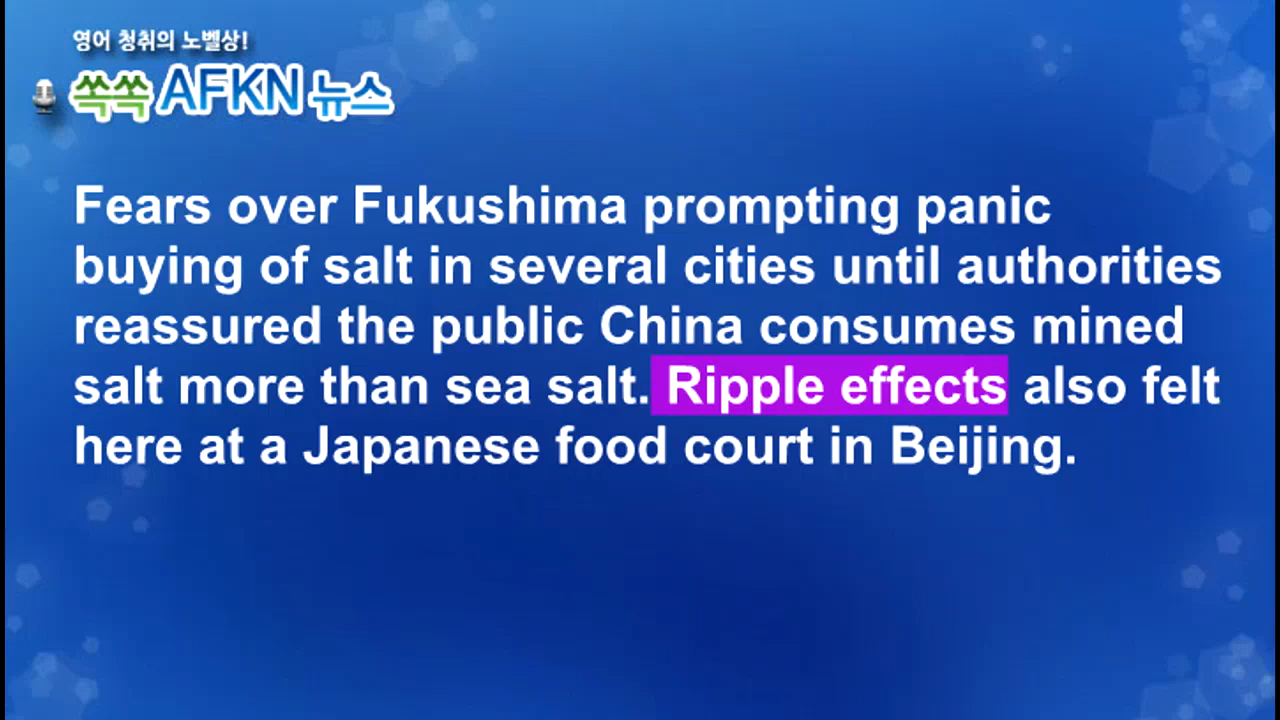 영어 청취의 노벨상!
쏙쏙 AFKN 뉴스
Fears over Fukushima prompting panic
buying of salt in several cities until authorities
reassured the public China consumes mined
salt more than sea salt. Ripple effects also felt
here at a Japanese food court in Beijing.